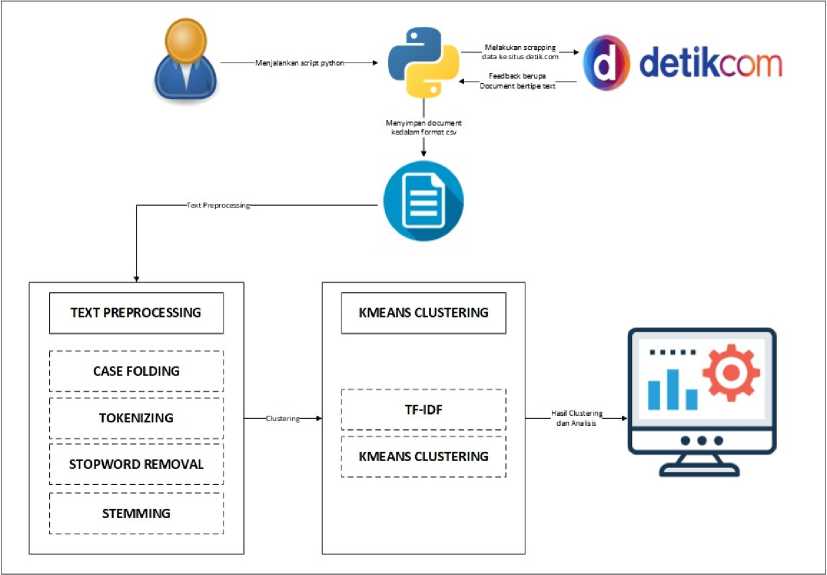 Menjalankan script python
Melakukan scrapping
data ke situs detik.com
Feedback berupa
Document bertipe text
detikcom
Menyimpan document
kedalam format csv
Text Preprocessing
TEXT PREPROCESSING
CASE FOLDING
TOKENIZING
STOPWORD REMOVAL
STEMMING
Clustering
KMEANS CLUSTERING
TF-IDF
KMEANS CLUSTERING
Hasil Clustering
dan Analisis